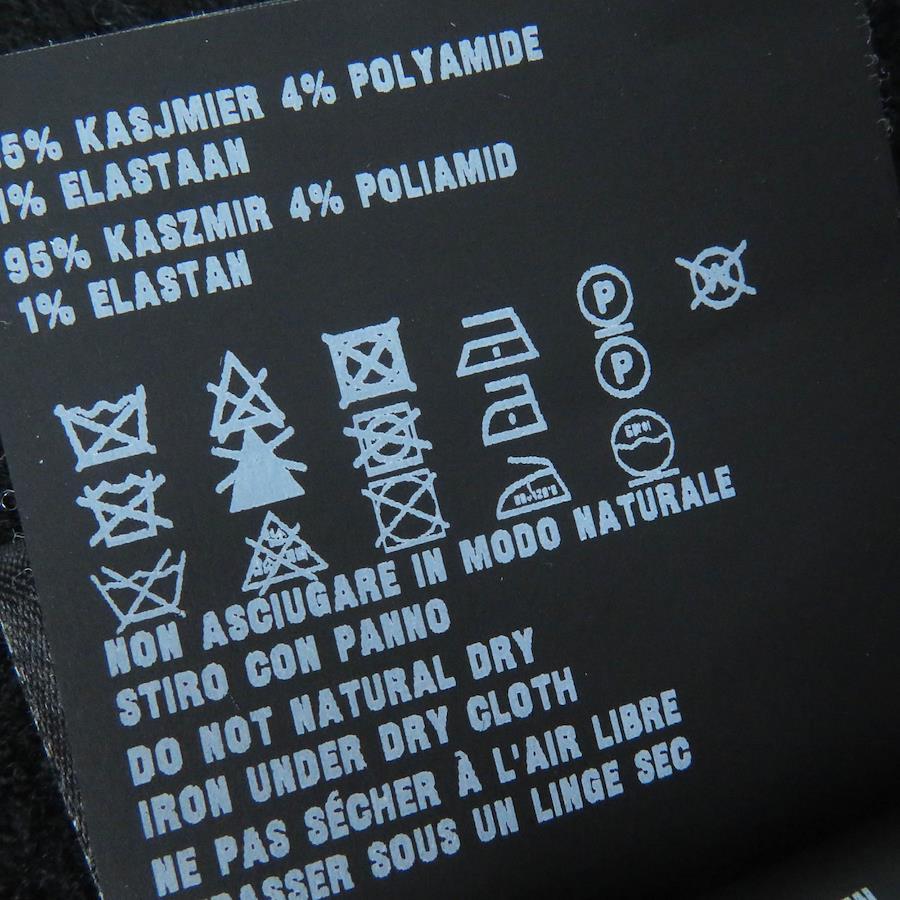 5% KASJMIER 4% POLYAMIDE
1% ELASTAAN
95% KASZMIR 4% POLIAMID
1% ELASTAN
P
P
NON ASCIUGARE IN MODO NATURALE
STIRO CON PANNO
DO NOT NATURAL DRY
IRON UNDER DRY CLOTH
NE PAS SÉCHER À L'AIR LIBRE
SOUS UN LINGE SEC